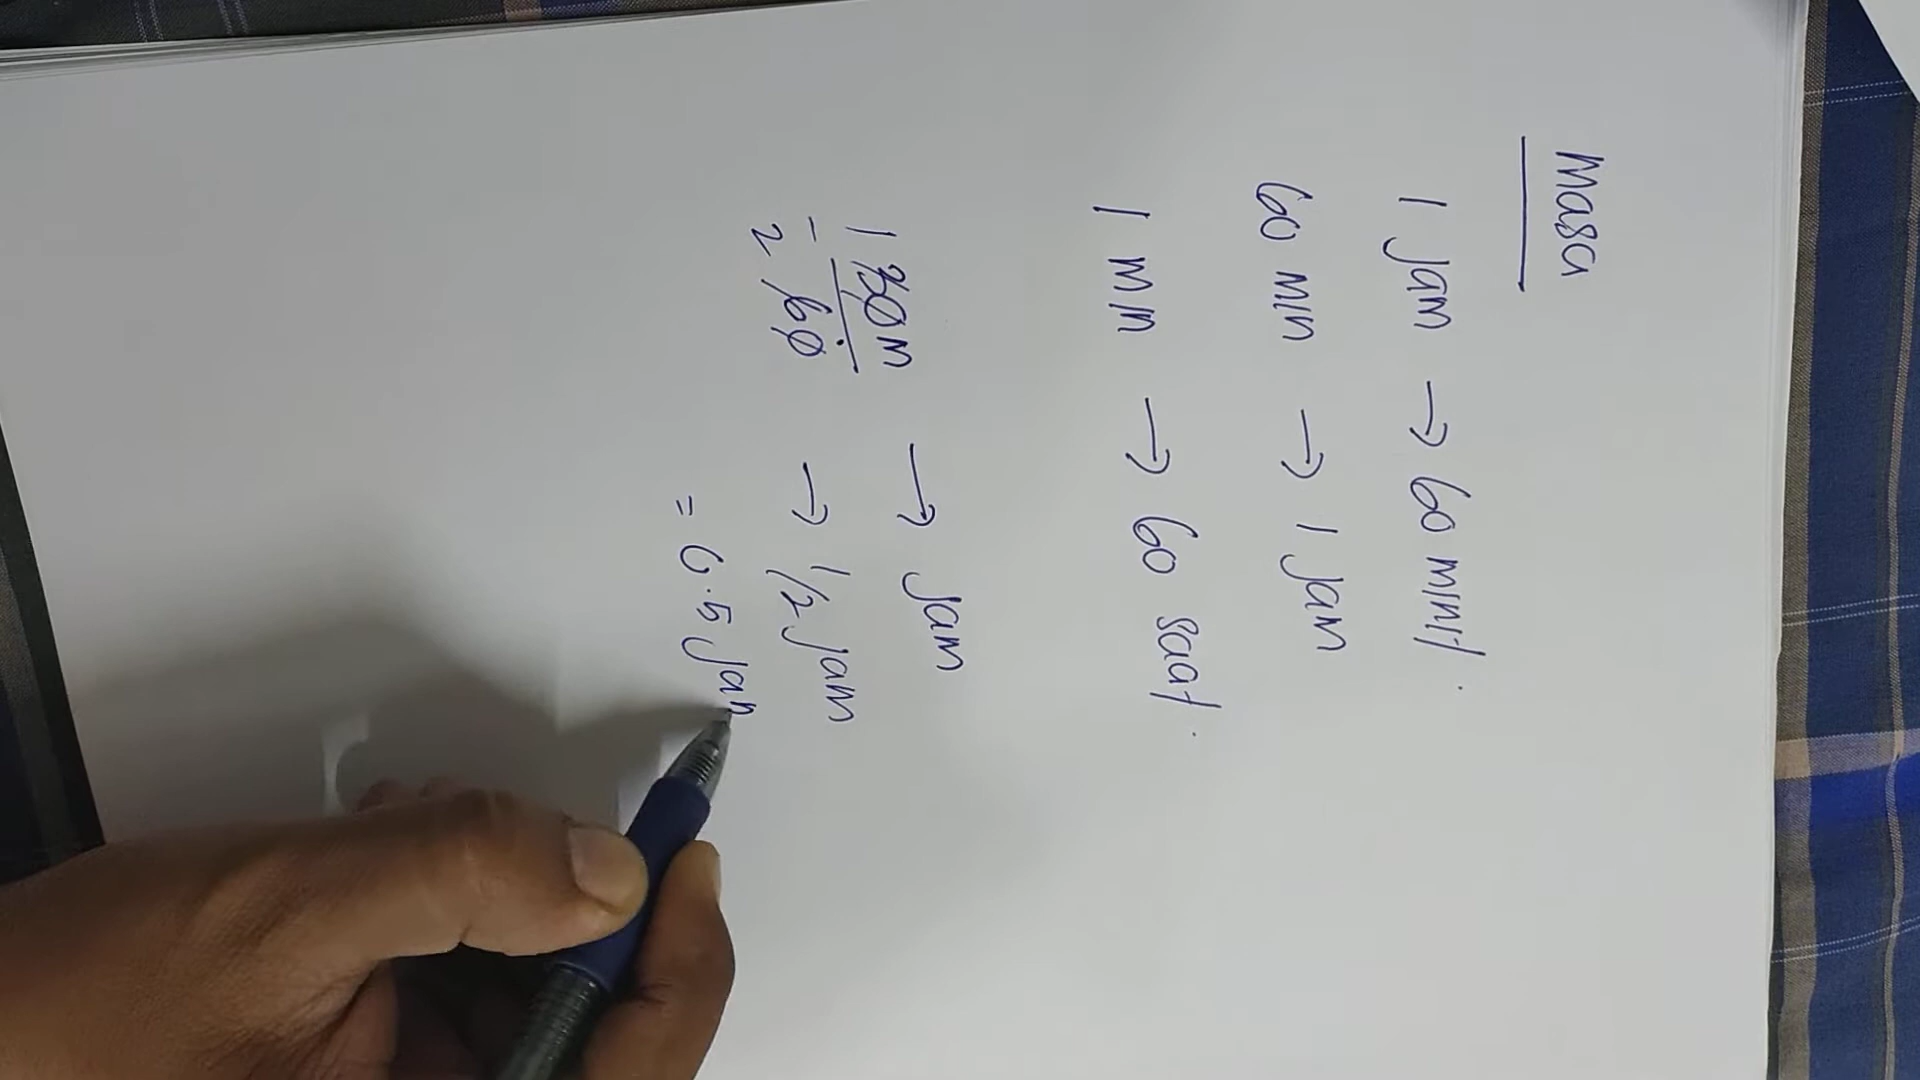 Masa
1 Jam → 60 minit.
60 min → 1 Jam
1 min → 60 saat.
1 30 m → Jam
2 60 → 1/2 Jam
= 0.5 Jam